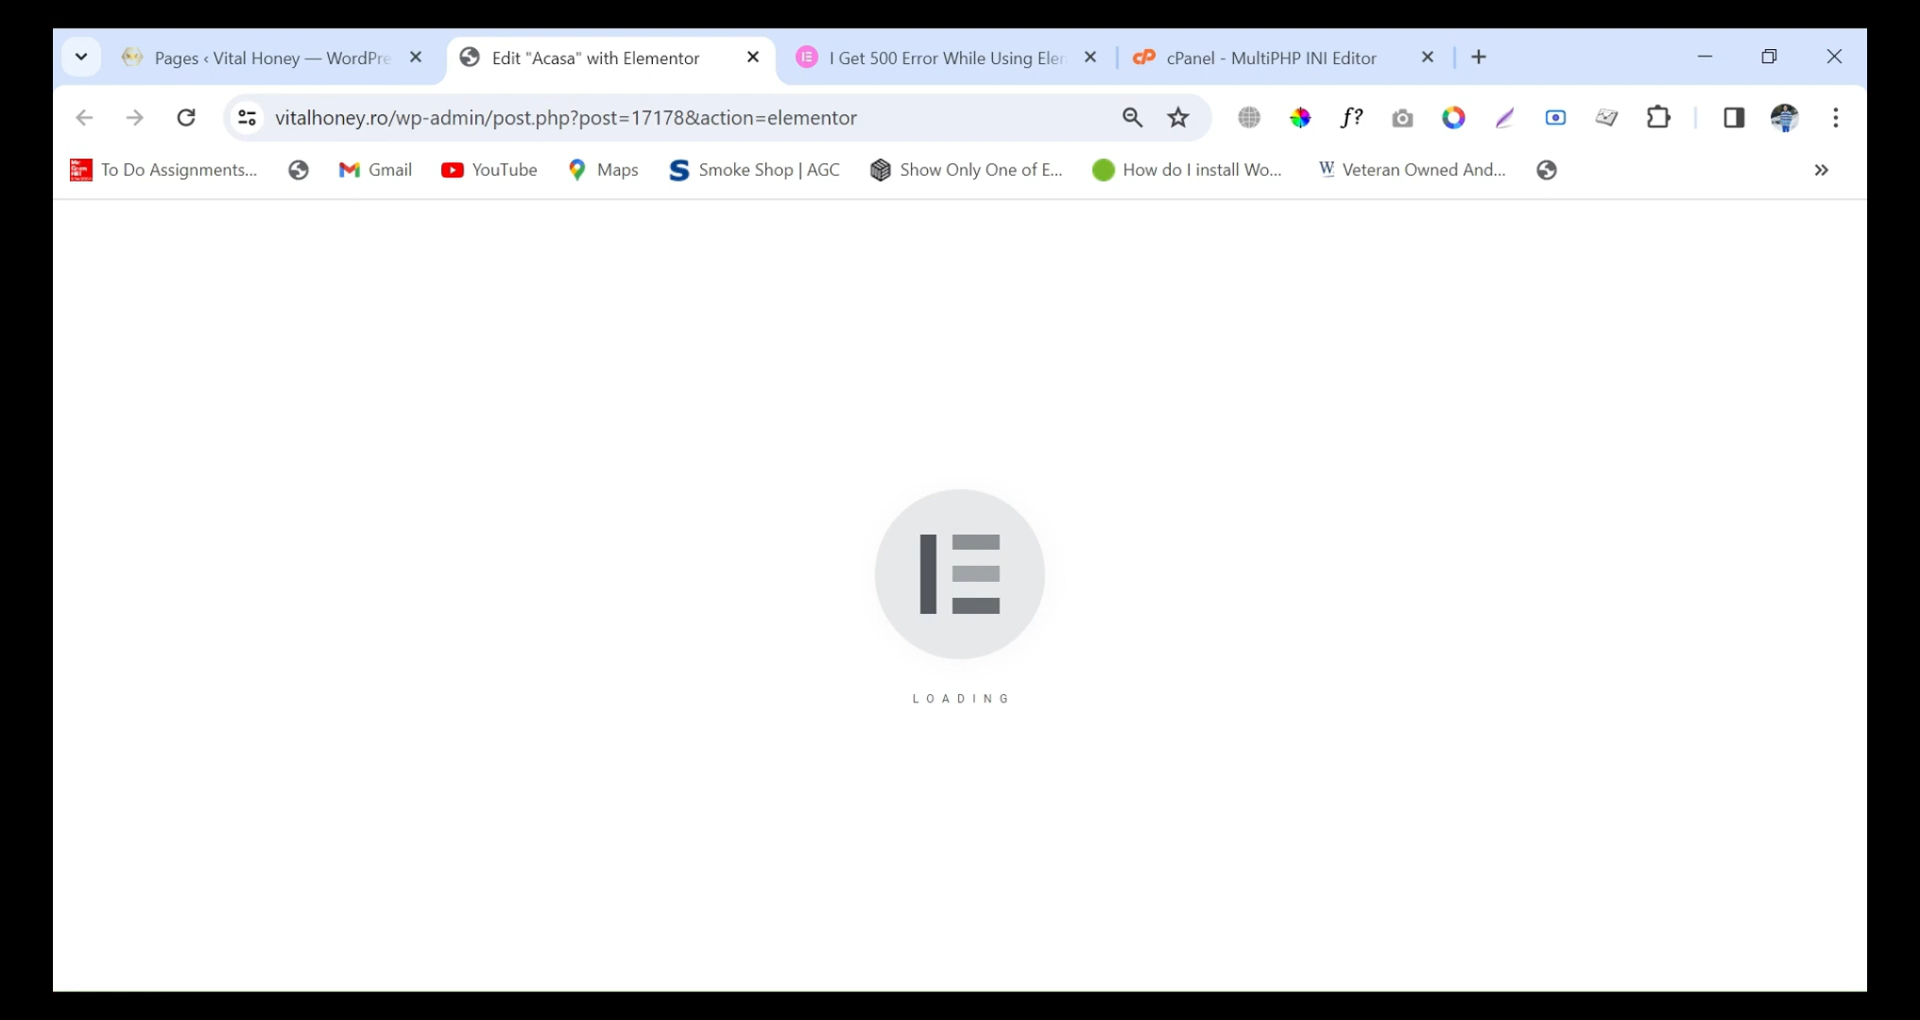 Pages ‹ Vital Honey — WordPre
Edit "Acasa" with Elementor
I Get 500 Error While Using Eler
cPanel - MultiPHP INI Editor
vitalhoney.ro/wp-admin/post.php?post=17178&action=elementor
f?
To Do Assignments...
Gmail
YouTube
Maps
Smoke Shop | AGC
Show Only One of E...
How do I install Wo...
W Veteran Owned And...
»
LOADING